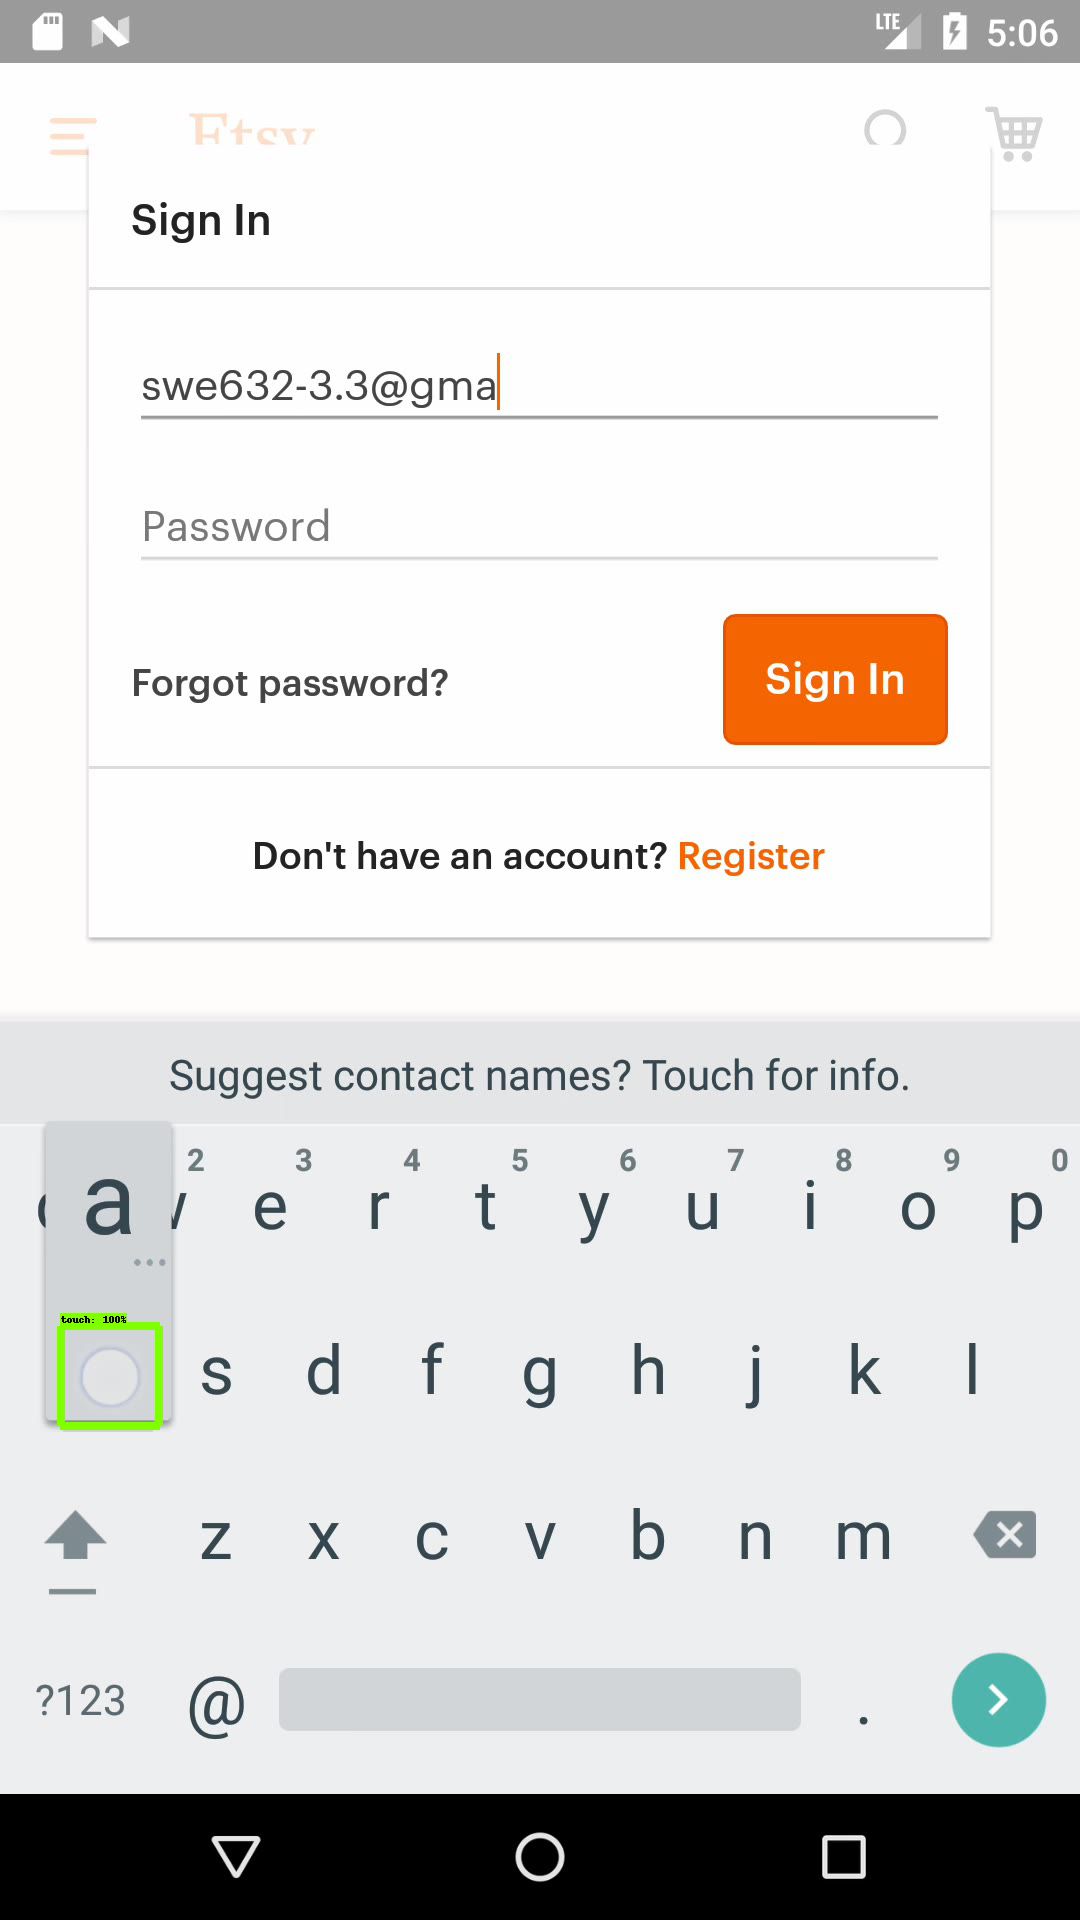 LTE 5:06
Etsy
Sign In
swe632-3.3@gma
Password
Forgot password? Sign In
Don't have an account? Register
Suggest contact names? Touch for info.
2 3 4 5 6 7 8 9 0
a e r t y u i o p
touch: 100%
s d f g h j k l
z x c v b n m
?123 @ .